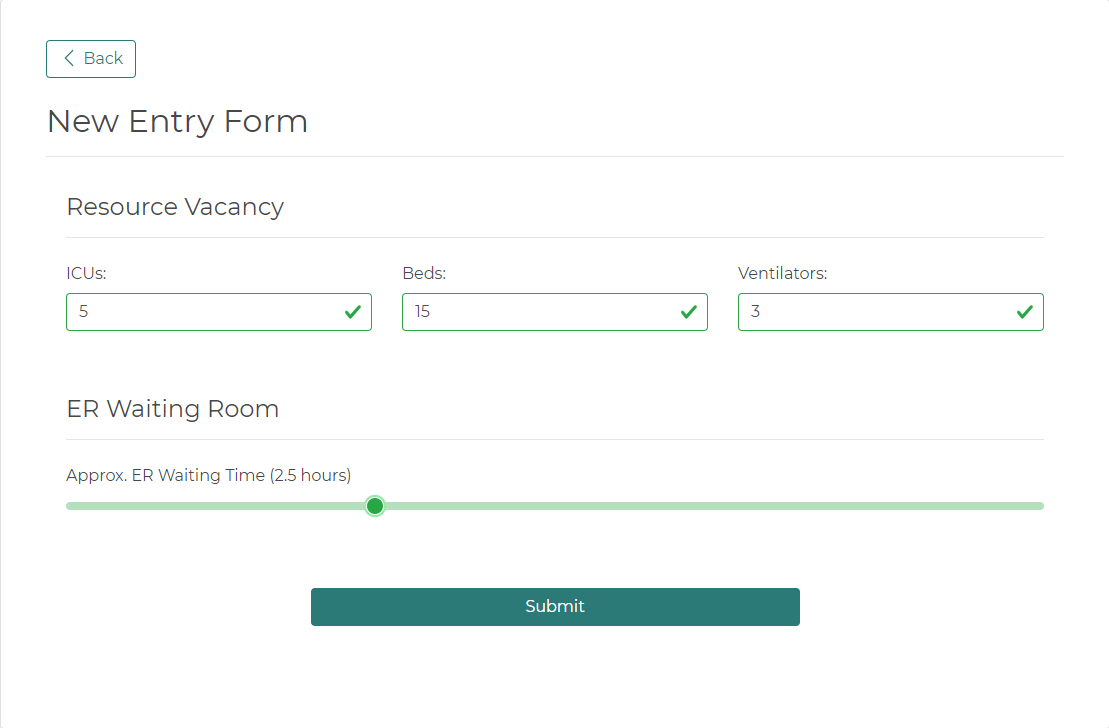 Back
New Entry Form
Resource Vacancy
ICUs: Beds: Ventilators:
5 15 3
ER Waiting Room
Approx. ER Waiting Time (2.5 hours)
Submit